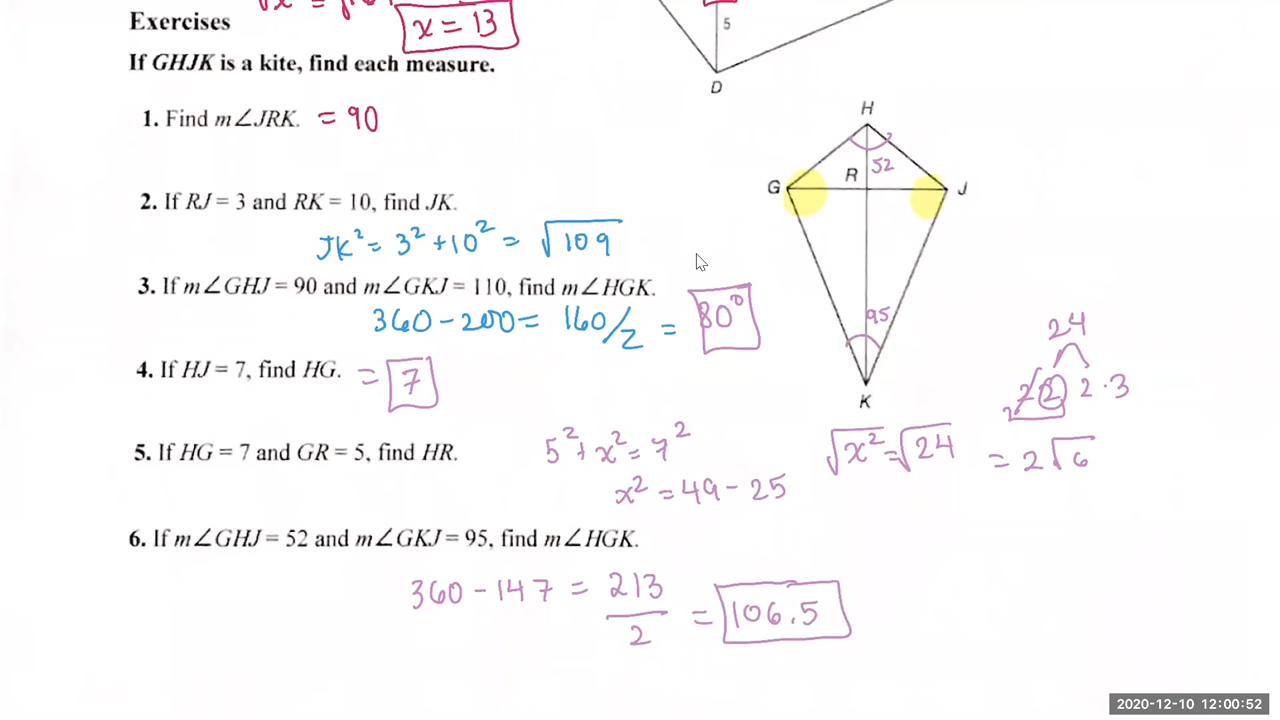 Exercises
x = 13
5
If GHJK is a kite, find each measure.
D
H
1. Find m∠JRK. = 90
52
R
G
J
2. If RJ = 3 and RK = 10, find JK.
JK² = 3² + 10² = √109
3. If m∠GHJ = 90 and m∠GKJ = 110, find m∠HGK.
360 - 200 = 160/2 = 80°
95
24
4. If HJ = 7, find HG. = 7
2 2 2·3
2
K
5. If HG = 7 and GR = 5, find HR.
5² + x² = 7²
√x² = √24 = 2√6
x² = 49 - 25
6. If m∠GHJ = 52 and m∠GKJ = 95, find m∠HGK.
360 - 147 = 213/2 = 106.5
2020-12-10 12:00:52